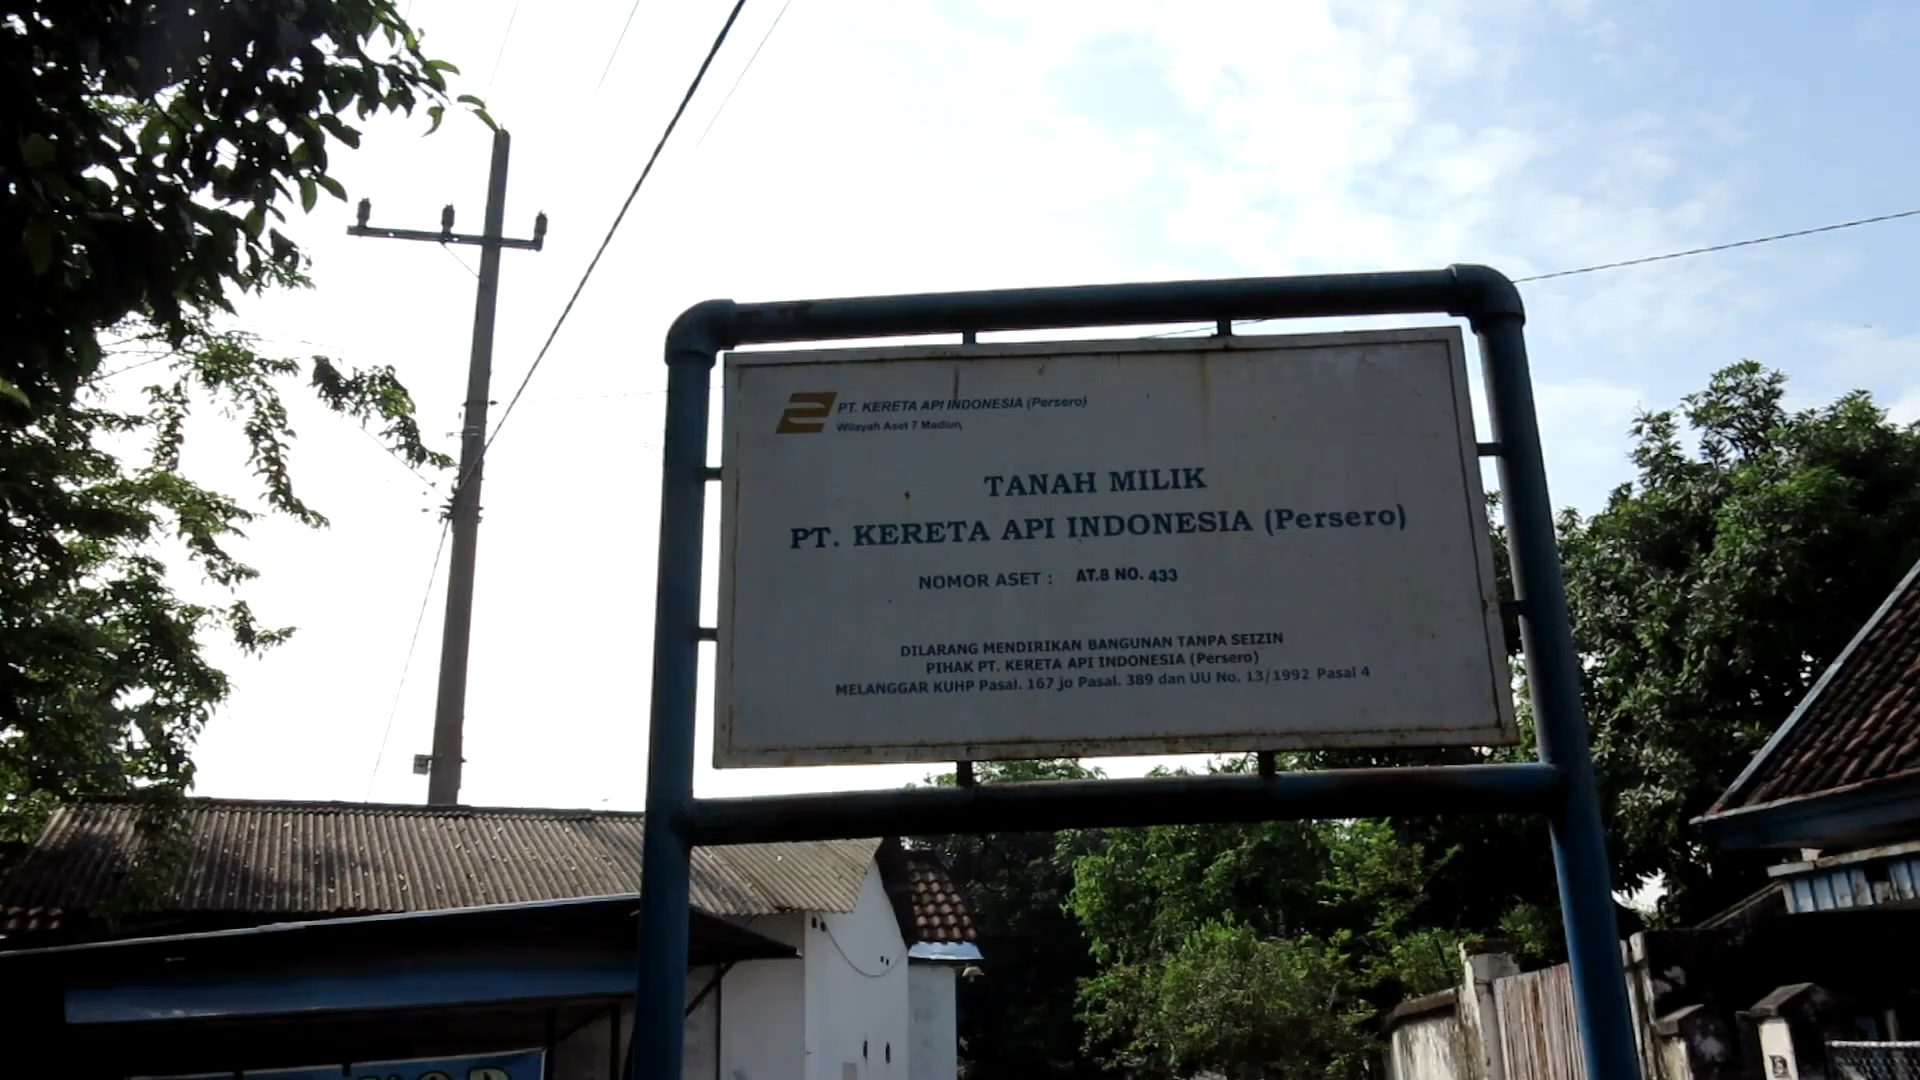 PT. KERETA API INDONESIA (Persero)
Wilayah Aset 7 Madiun
TANAH MILIK
PT. KERETA API INDONESIA (Persero)
NOMOR ASET : AT.8 NO. 433
DILARANG MENDIRIKAN BANGUNAN TANPA SEIZIN
PIHAK PT. KERETA API INDONESIA (Persero)
MELANGGAR KUHP Pasal. 167 jo Pasal. 389 dan UU No. 13/1992 Pasal 4